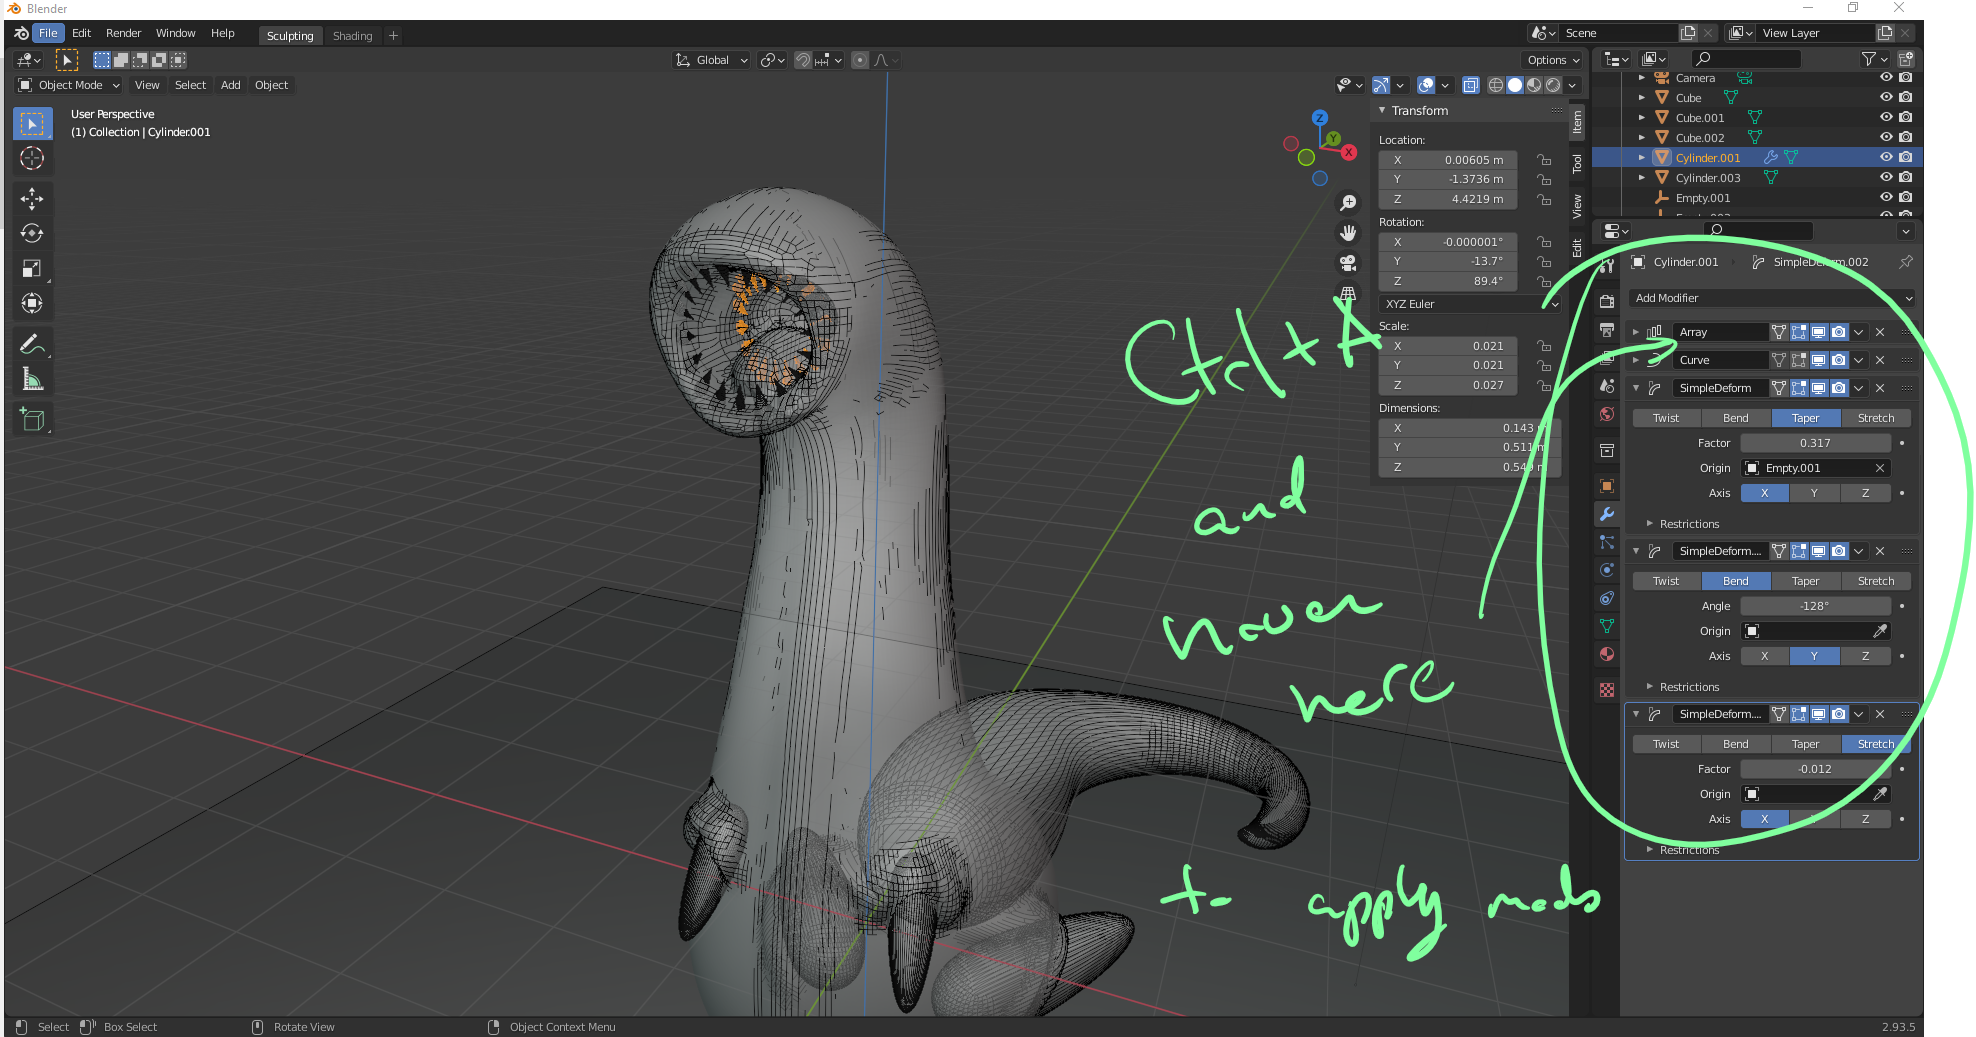 Blender
File Edit Render Window Help Sculpting Shading + Scene View Layer
Global Options
Object Mode View Select Add Object
User Perspective
(1) Collection | Cylinder.001
Z
Y
X
Transform
Location:
X 0.00605 m
Y -1.3736 m
Z 4.4219 m
Rotation:
X -0.000001°
Y -13.7°
Z 89.4°
XYZ Euler
Scale:
X 0.021
Y 0.021
Z 0.027
Dimensions:
X 0.143
Y 0.511 m
Z 0.549 m
Item
Tool
View
Edit
Camera
Cube
Cube.001
Cube.002
Cylinder.001
Cylinder.003
Empty.001
Cylinder.001 SimpleDeform.002
Add Modifier
Array
Curve
SimpleDeform
Twist Bend Taper Stretch
Factor 0.317
Origin Empty.001
Axis X Y Z
Restrictions
SimpleDeform....
Twist Bend Taper Stretch
Angle -128°
Origin
Axis X Y Z
Restrictions
SimpleDeform....
Twist Bend Taper Stretch
Factor -0.012
Origin
Axis X Y Z
Restrictions
Ctrl+A
and
hover
here
to apply mods
Select Box Select Rotate View Object Context Menu 2.93.5